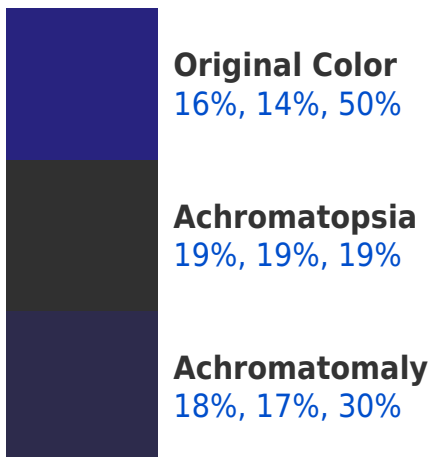 Original Color
16%, 14%, 50%
Achromatopsia
19%, 19%, 19%
Achromatomaly
18%, 17%, 30%